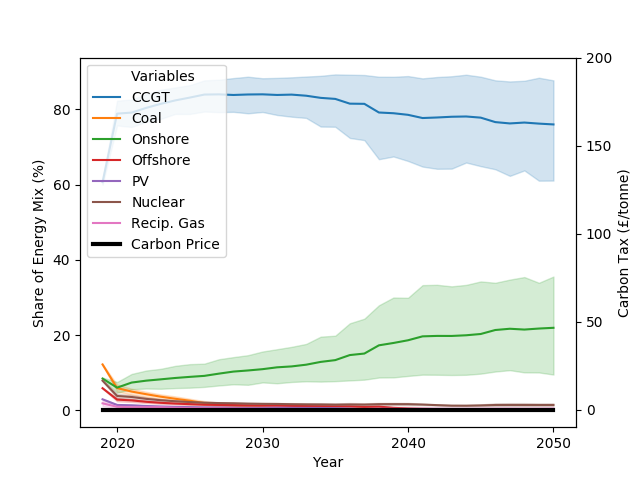 Variables
CCGT
Coal
Onshore
Offshore
PV
Nuclear
Recip. Gas
Carbon Price
Share of Energy Mix (%)
80
60
40
20
0
200
150
100
50
0
Carbon Tax (£/tonne)
2020 2030 2040 2050
Year